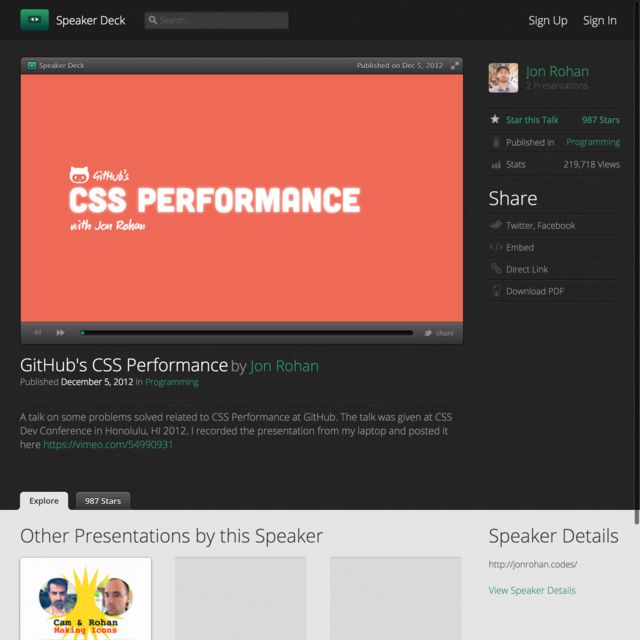 Speaker Deck
Search...
Sign Up
Sign In
Speaker Deck
Published on Dec 5, 2012
GitHub's
CSS PERFORMANCE
with Jon Rohan
share
Jon Rohan
2 Presentations
Star this Talk 987 Stars
Published in Programming
Stats 219,718 Views
Share
Twitter, Facebook
Embed
Direct Link
Download PDF
GitHub's CSS Performance by Jon Rohan
Published December 5, 2012 in Programming
A talk on some problems solved related to CSS Performance at GitHub. The talk was given at CSS
Dev Conference in Honolulu, HI 2012. I recorded the presentation from my laptop and posted it
here https://vimeo.com/54990931
Explore
987 Stars
Other Presentations by this Speaker
Cam & Rohan
Making Icons
Speaker Details
http://jonrohan.codes/
View Speaker Details